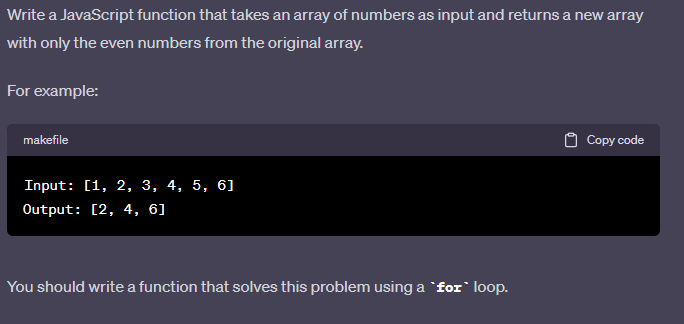 Write a JavaScript function that takes an array of numbers as input and returns a new array
with only the even numbers from the original array.
For example:
makefile Copy code
Input: [1, 2, 3, 4, 5, 6]
Output: [2, 4, 6]
You should write a function that solves this problem using a `for` loop.